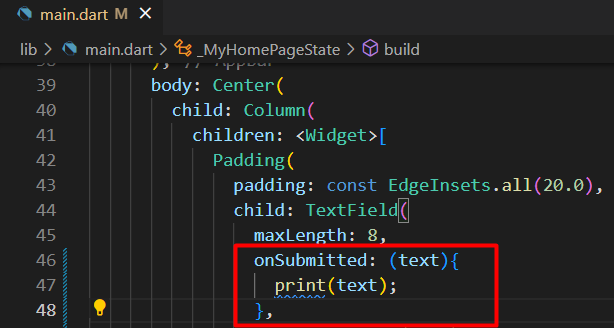 main.dart M
lib > main.dart > _MyHomePageState > build
39 body: Center(
40 child: Column(
41 children: <Widget>[
42 Padding(
43 padding: const EdgeInsets.all(20.0),
44 child: TextField(
45 maxLength: 8,
46 onSubmitted: (text){
47 print(text);
48 },